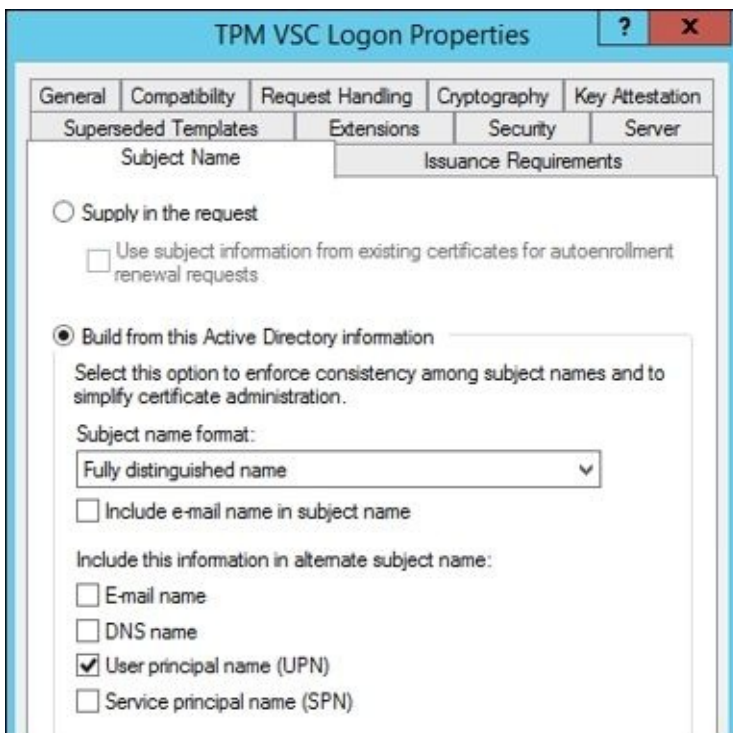 TPM VSC Logon Properties
? x
General Compatibility Request Handling Cryptography Key Attestation
Superseded Templates Extensions Security Server
Subject Name Issuance Requirements
Supply in the request
Use subject information from existing certificates for autoenrollment
renewal requests
Build from this Active Directory information
Select this option to enforce consistency among subject names and to
simplify certificate administration.
Subject name format:
Fully distinguished name
Include e-mail name in subject name
Include this information in alternate subject name:
E-mail name
DNS name
User principal name (UPN)
Service principal name (SPN)